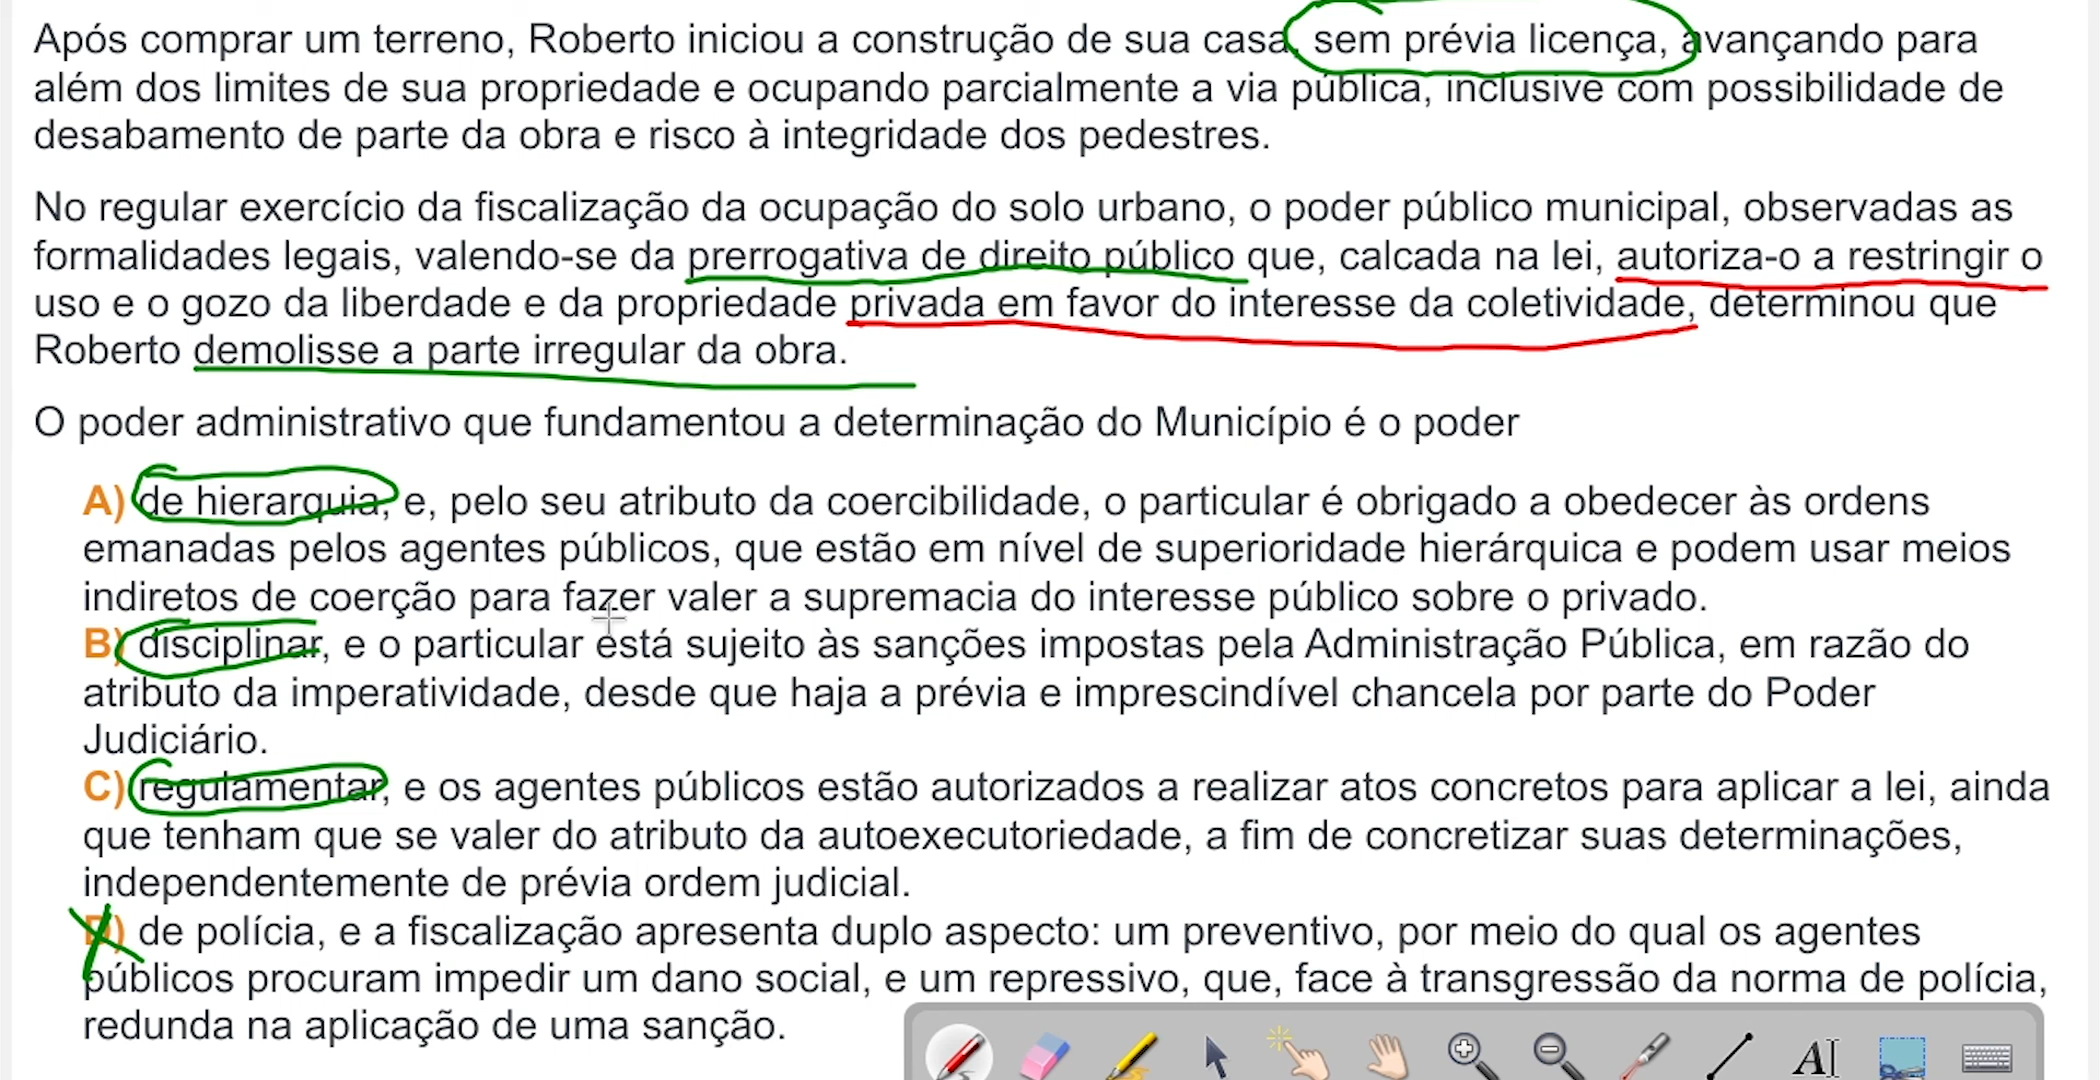 Após comprar um terreno, Roberto iniciou a construção de sua casa, sem prévia licença, avançando para
além dos limites de sua propriedade e ocupando parcialmente a via pública, inclusive com possibilidade de
desabamento de parte da obra e risco à integridade dos pedestres.
No regular exercício da fiscalização da ocupação do solo urbano, o poder público municipal, observadas as
formalidades legais, valendo-se da prerrogativa de direito público que, calcada na lei, autoriza-o a restringir o
uso e o gozo da liberdade e da propriedade privada em favor do interesse da coletividade, determinou que
Roberto demolisse a parte irregular da obra.
O poder administrativo que fundamentou a determinação do Município é o poder
A) de hierarquia, e, pelo seu atributo da coercibilidade, o particular é obrigado a obedecer às ordens
emanadas pelos agentes públicos, que estão em nível de superioridade hierárquica e podem usar meios
indiretos de coerção para fazer valer a supremacia do interesse público sobre o privado.
B) disciplinar, e o particular está sujeito às sanções impostas pela Administração Pública, em razão do
atributo da imperatividade, desde que haja a prévia e imprescindível chancela por parte do Poder
Judiciário.
C) regulamentar, e os agentes públicos estão autorizados a realizar atos concretos para aplicar a lei, ainda
que tenham que se valer do atributo da autoexecutoriedade, a fim de concretizar suas determinações,
independentemente de prévia ordem judicial.
D) de polícia, e a fiscalização apresenta duplo aspecto: um preventivo, por meio do qual os agentes
públicos procuram impedir um dano social, e um repressivo, que, face à transgressão da norma de polícia,
redunda na aplicação de uma sanção.